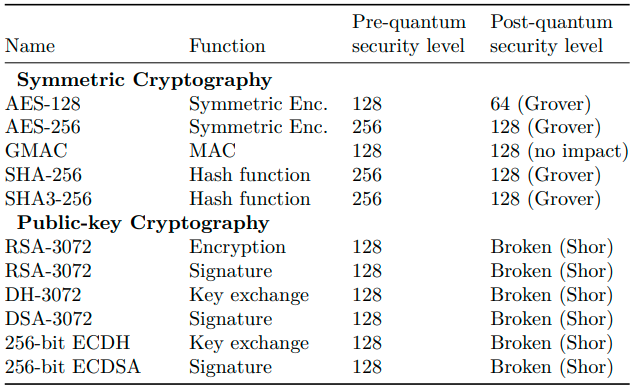 Pre-quantum Post-quantum
Name Function security level security level
Symmetric Cryptography
AES-128 Symmetric Enc. 128 64 (Grover)
AES-256 Symmetric Enc. 256 128 (Grover)
GMAC MAC 128 128 (no impact)
SHA-256 Hash function 256 128 (Grover)
SHA3-256 Hash function 256 128 (Grover)
Public-key Cryptography
RSA-3072 Encryption 128 Broken (Shor)
RSA-3072 Signature 128 Broken (Shor)
DH-3072 Key exchange 128 Broken (Shor)
DSA-3072 Signature 128 Broken (Shor)
256-bit ECDH Key exchange 128 Broken (Shor)
256-bit ECDSA Signature 128 Broken (Shor)